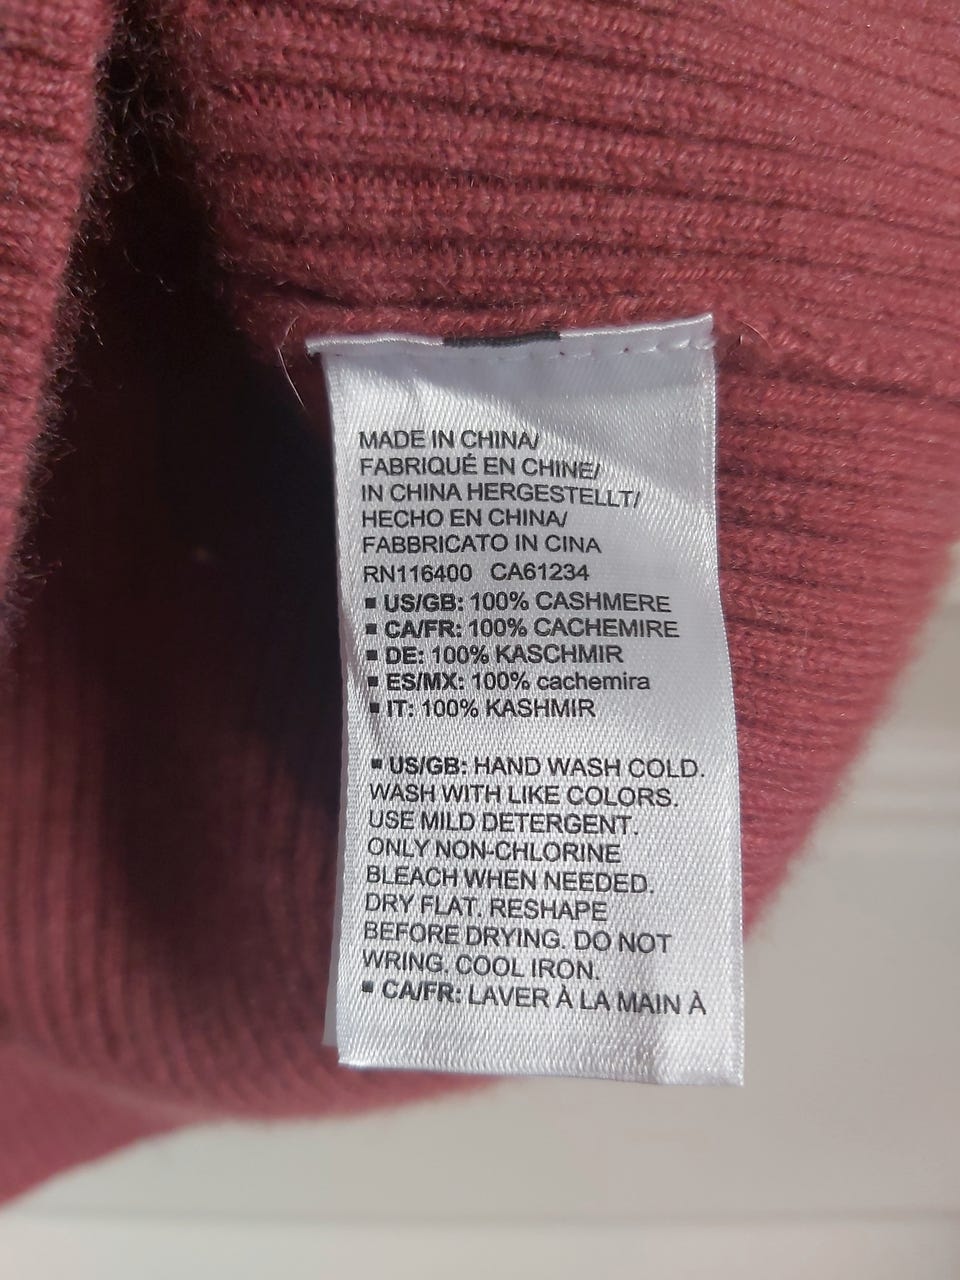 MADE IN CHINA/
FABRIQUÉ EN CHINE/
IN CHINA HERGESTELLT/
HECHO EN CHINA/
FABBRICATO IN CINA
RN116400 CA61234
▪ US/GB: 100% CASHMERE
▪ CA/FR: 100% CACHEMIRE
▪ DE: 100% KASCHMIR
▪ ES/MX: 100% cachemira
▪ IT: 100% KASHMIR
▪ US/GB: HAND WASH COLD.
WASH WITH LIKE COLORS.
USE MILD DETERGENT.
ONLY NON-CHLORINE
BLEACH WHEN NEEDED.
DRY FLAT. RESHAPE
BEFORE DRYING. DO NOT
WRING. COOL IRON.
▪ CA/FR: LAVER À LA MAIN À